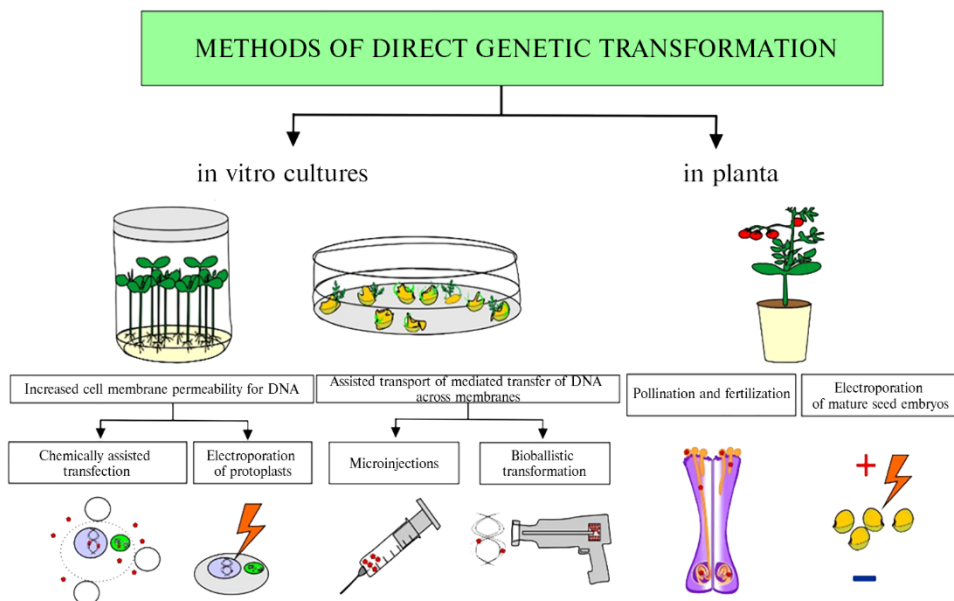 METHODS OF DIRECT GENETIC TRANSFORMATION
in vitro cultures
in planta
Increased cell membrane permeability for DNA
Assisted transport of mediated transfer of DNA
across membranes
Pollination and fertilization
Electroporation
of mature seed embryos
Chemically assisted
transfection
Electroporation
of protoplasts
Microinjections
Bioballistic
transformation
+
−